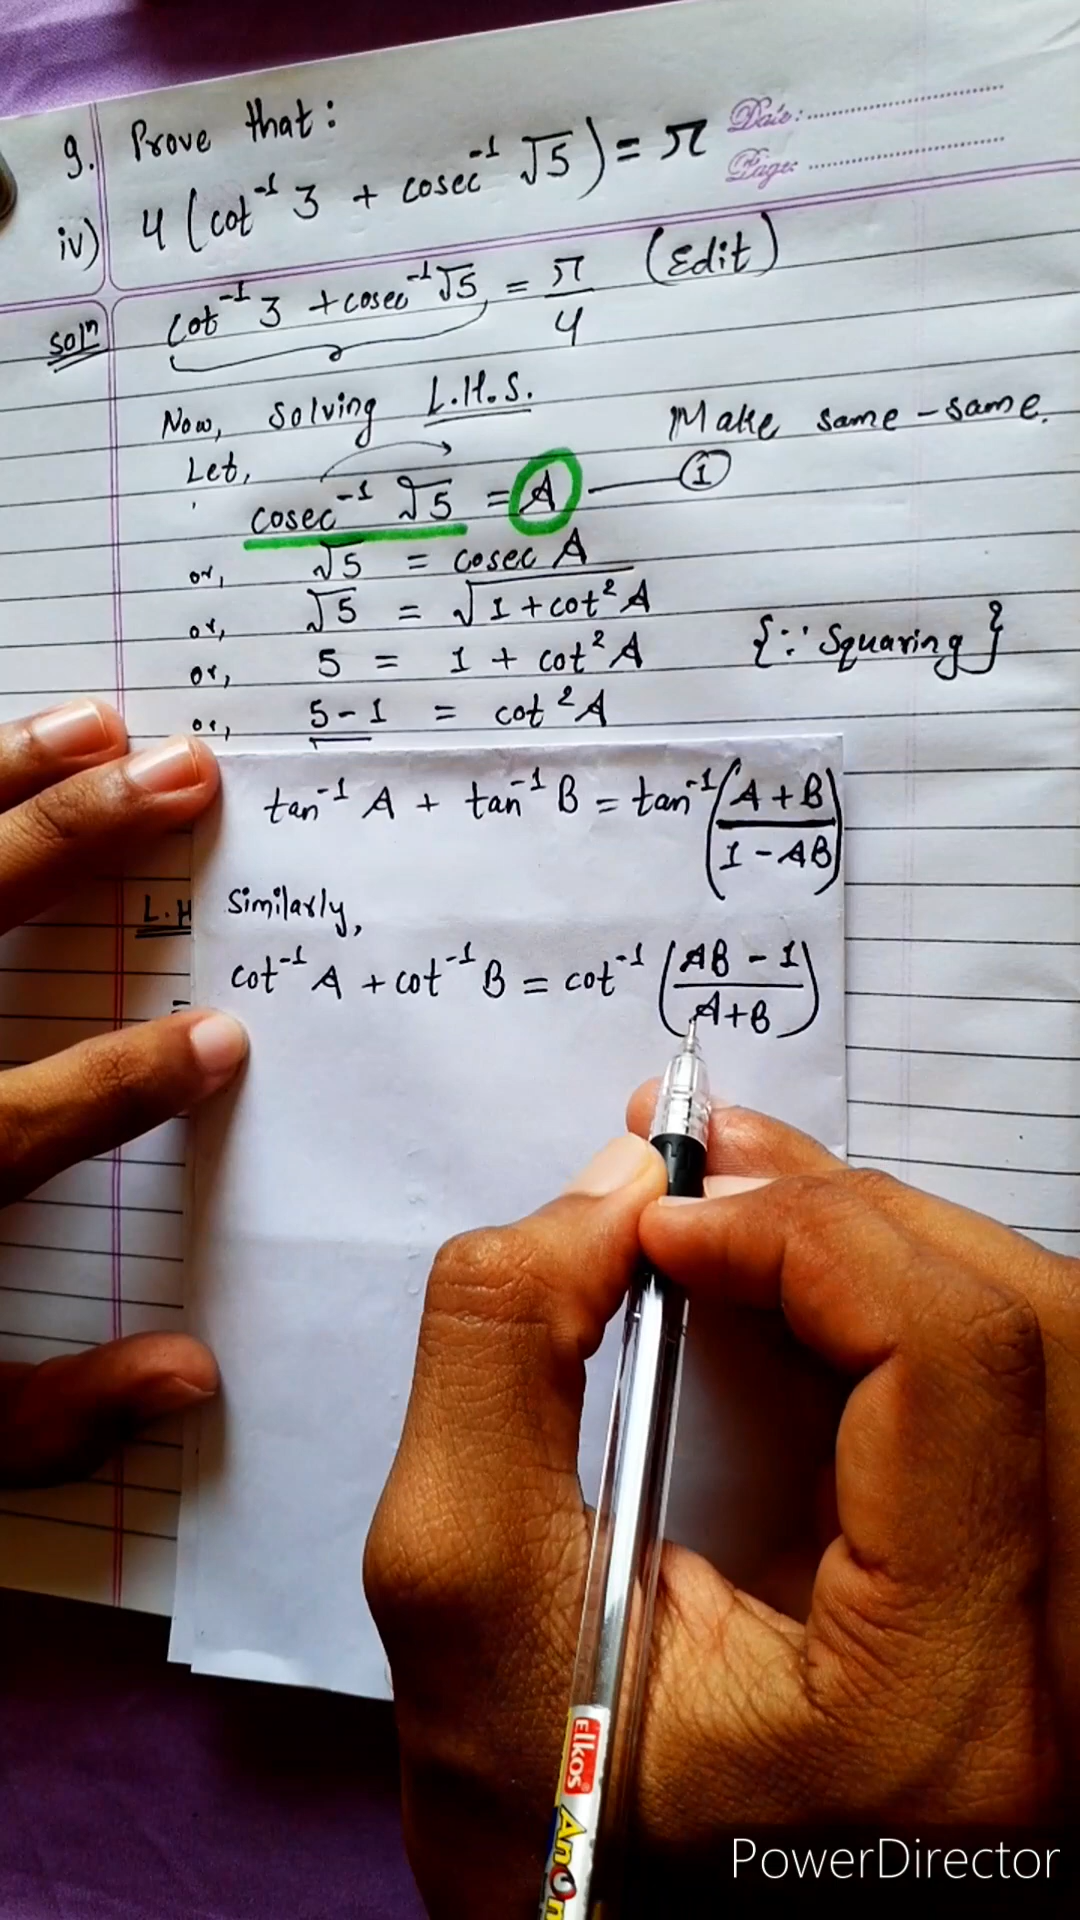 9. Prove that:
Date:
Page:
iv) 4 (cot⁻¹ 3 + cosec⁻¹ √5) = π
Solⁿ cot⁻¹ 3 + cosec⁻¹ √5 = π/4 (Edit)
Now, Solving L.H.S.
Make same-same.
Let,
cosec⁻¹ √5 = A ——— ①
or, √5 = cosec A
or, √5 = √(1 + cot² A)
or, 5 = 1 + cot² A {∵ Squaring}
or, 5 - 1 = cot² A
tan⁻¹ A + tan⁻¹ B = tan⁻¹ (A + B / 1 - AB)
L.H
Similarly,
cot⁻¹ A + cot⁻¹ B = cot⁻¹ (AB - 1 / A + B)
=
Elkos
PowerDirector